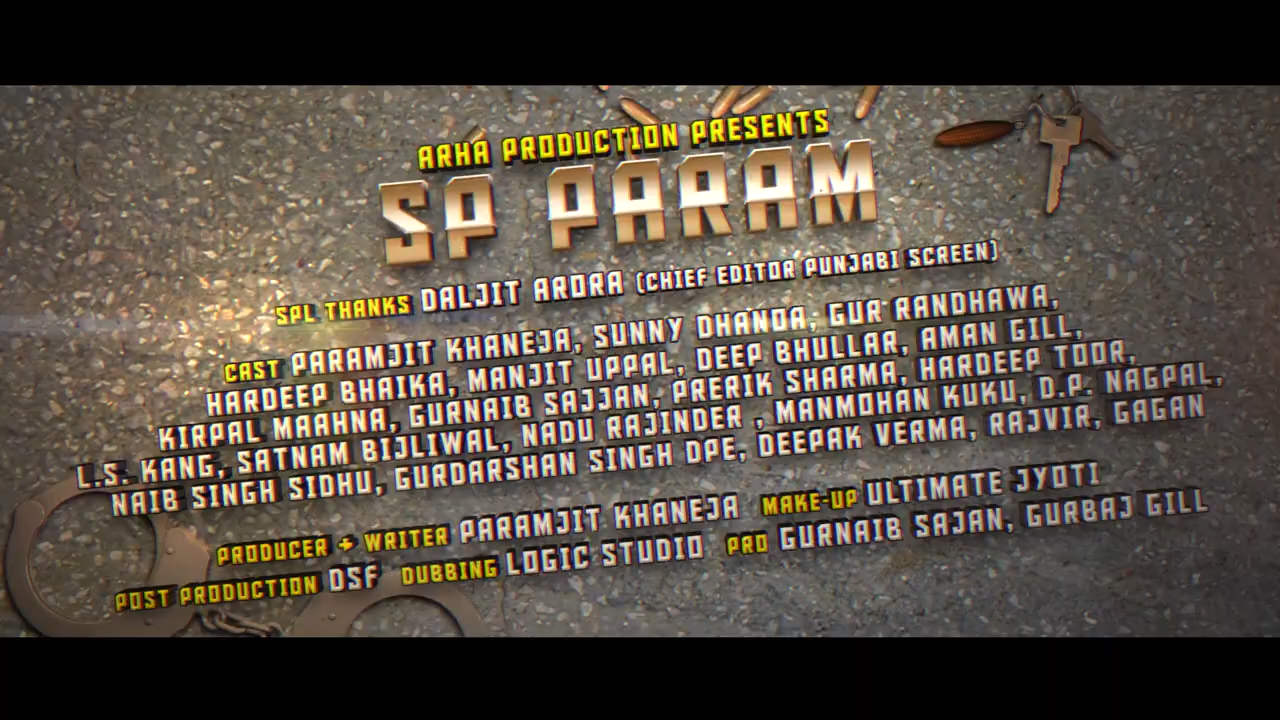 ARHA PRODUCTION PRESENTS
SP PARAM
SPL THANKS DALJIT ARORA (CHIEF EDITOR PUNJABI SCREEN)
CAST PARAMJIT KHANEJA, SUNNY DHANOA, GUR RANDHAWA,
HARDEEP BHAIKA, MANJIT UPPAL, DEEP BHULLAR, AMAN GILL,
KIRPAL MAAHNA, GURNAIB SAJJAN, PRERIK SHARMA, HARDEEP TOOR,
L.S. KANG, SATNAM BIJLIWAL, NADU RAJINDER , MANMOHAN KUKU, D.P. NAGPAL,
NAIB SINGH SIDHU, GURDARSHAN SINGH DPE, DEEPAK VERMA, RAJVIR, GAGAN
PRODUCER + WRITER PARAMJIT KHANEJA MAKE-UP ULTIMATE JYOTI
POST PRODUCTION DSF DUBBING LOGIC STUDIO PRO GURNAIB SAJAN, GURBAJ GILL